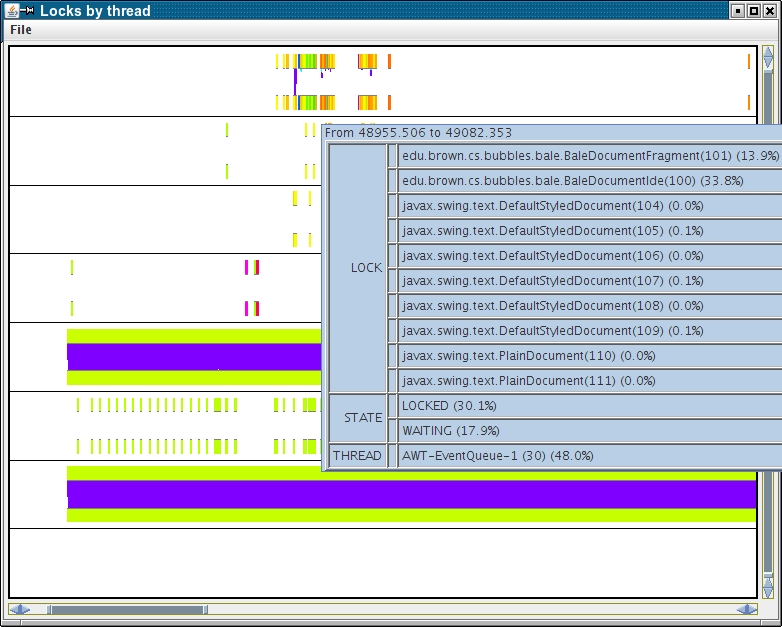 Locks by thread
File
From 48955.506 to 49082.353
LOCK
edu.brown.cs.bubbles.bale.BaleDocumentFragment(101) (13.9%)
edu.brown.cs.bubbles.bale.BaleDocumentIde(100) (33.8%)
javax.swing.text.DefaultStyledDocument(104) (0.0%)
javax.swing.text.DefaultStyledDocument(105) (0.1%)
javax.swing.text.DefaultStyledDocument(106) (0.0%)
javax.swing.text.DefaultStyledDocument(107) (0.1%)
javax.swing.text.DefaultStyledDocument(108) (0.0%)
javax.swing.text.DefaultStyledDocument(109) (0.1%)
javax.swing.text.PlainDocument(110) (0.0%)
javax.swing.text.PlainDocument(111) (0.0%)
STATE
LOCKED (30.1%)
WAITING (17.9%)
THREAD AWT-EventQueue-1 (30) (48.0%)